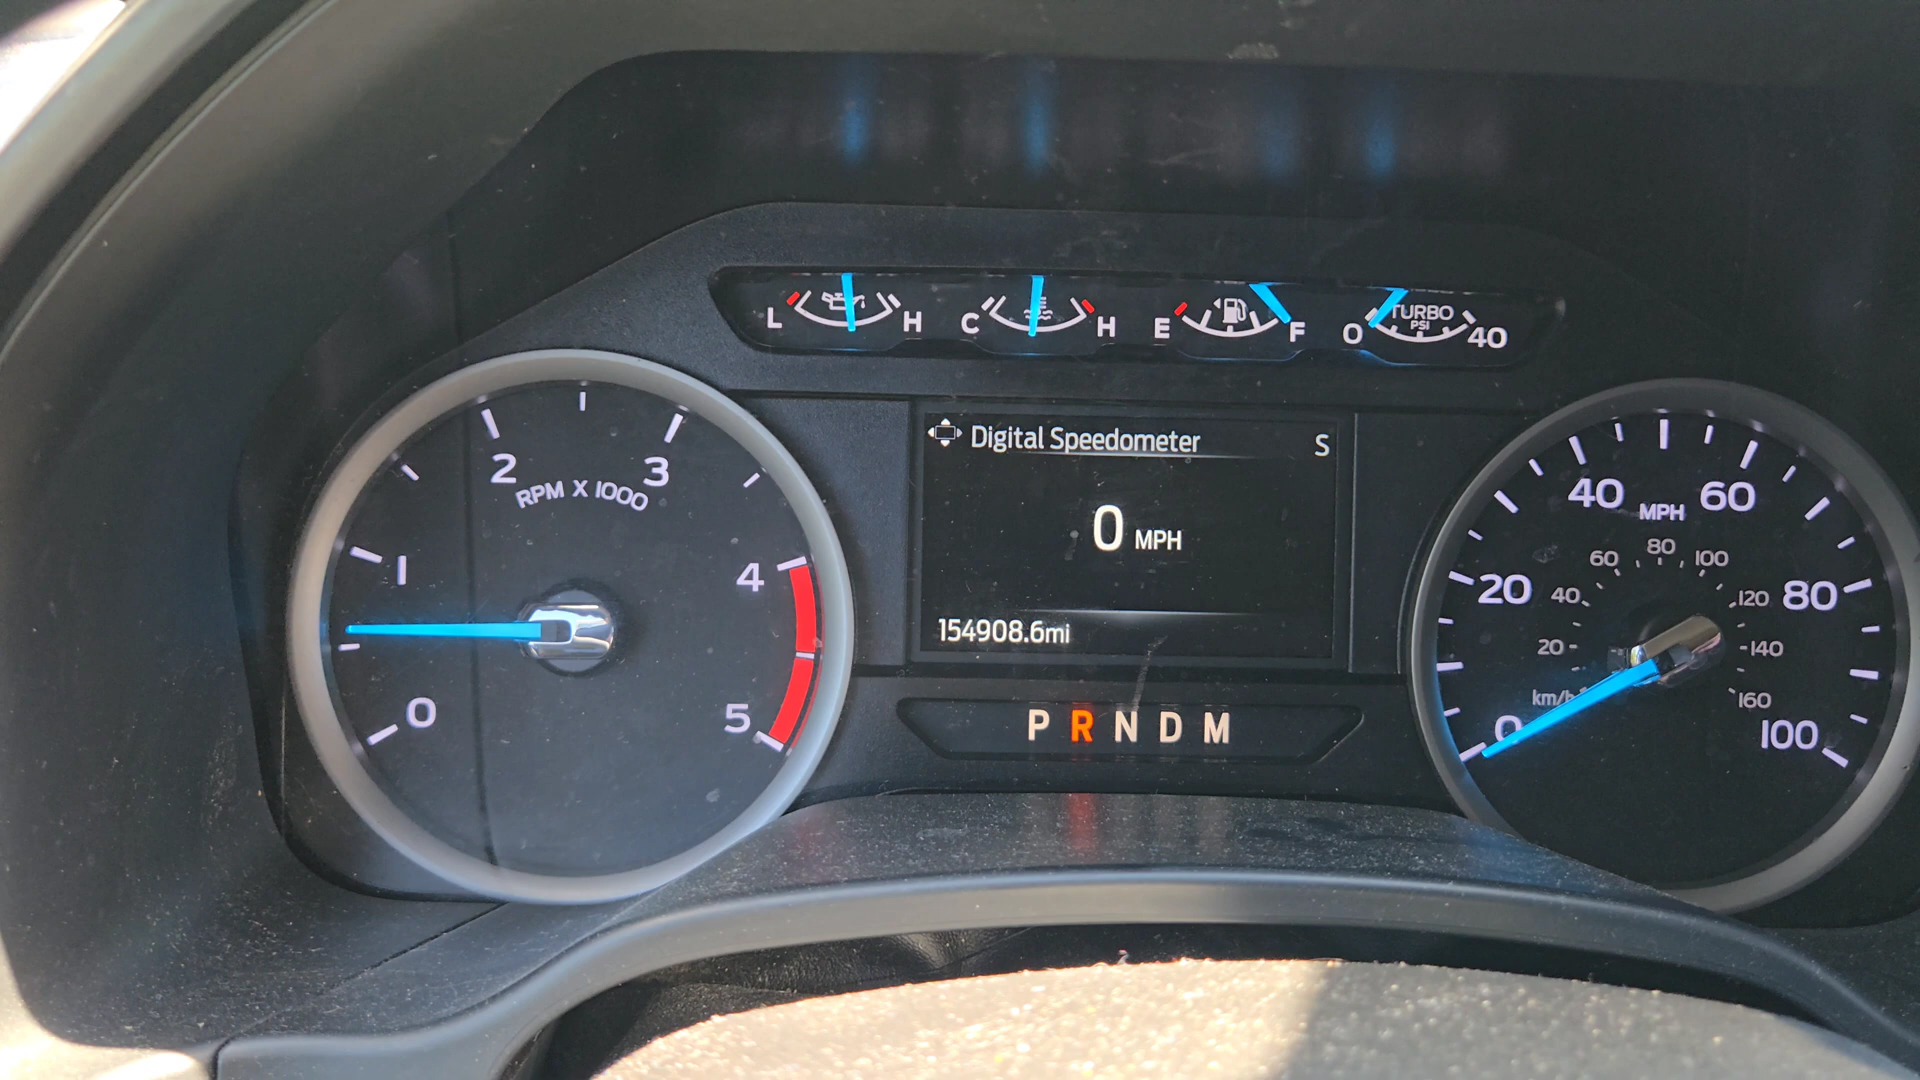 L H C H E F 0 TURBO PSI 40
0 1 2 3 4 5
RPM X 1000
Digital Speedometer S
0 MPH
154908.6mi
P R N D M
0 20 40 60 80 100
MPH
20 40 60 80 100 120 140 160
km/h